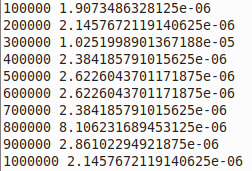 100000 1.9073486328125e-06
200000 2.1457672119140625e-06
300000 1.0251998901367188e-05
400000 2.384185791015625e-06
500000 2.6226043701171875e-06
600000 2.6226043701171875e-06
700000 2.384185791015625e-06
800000 8.106231689453125e-06
900000 2.86102294921875e-06
1000000 2.1457672119140625e-06